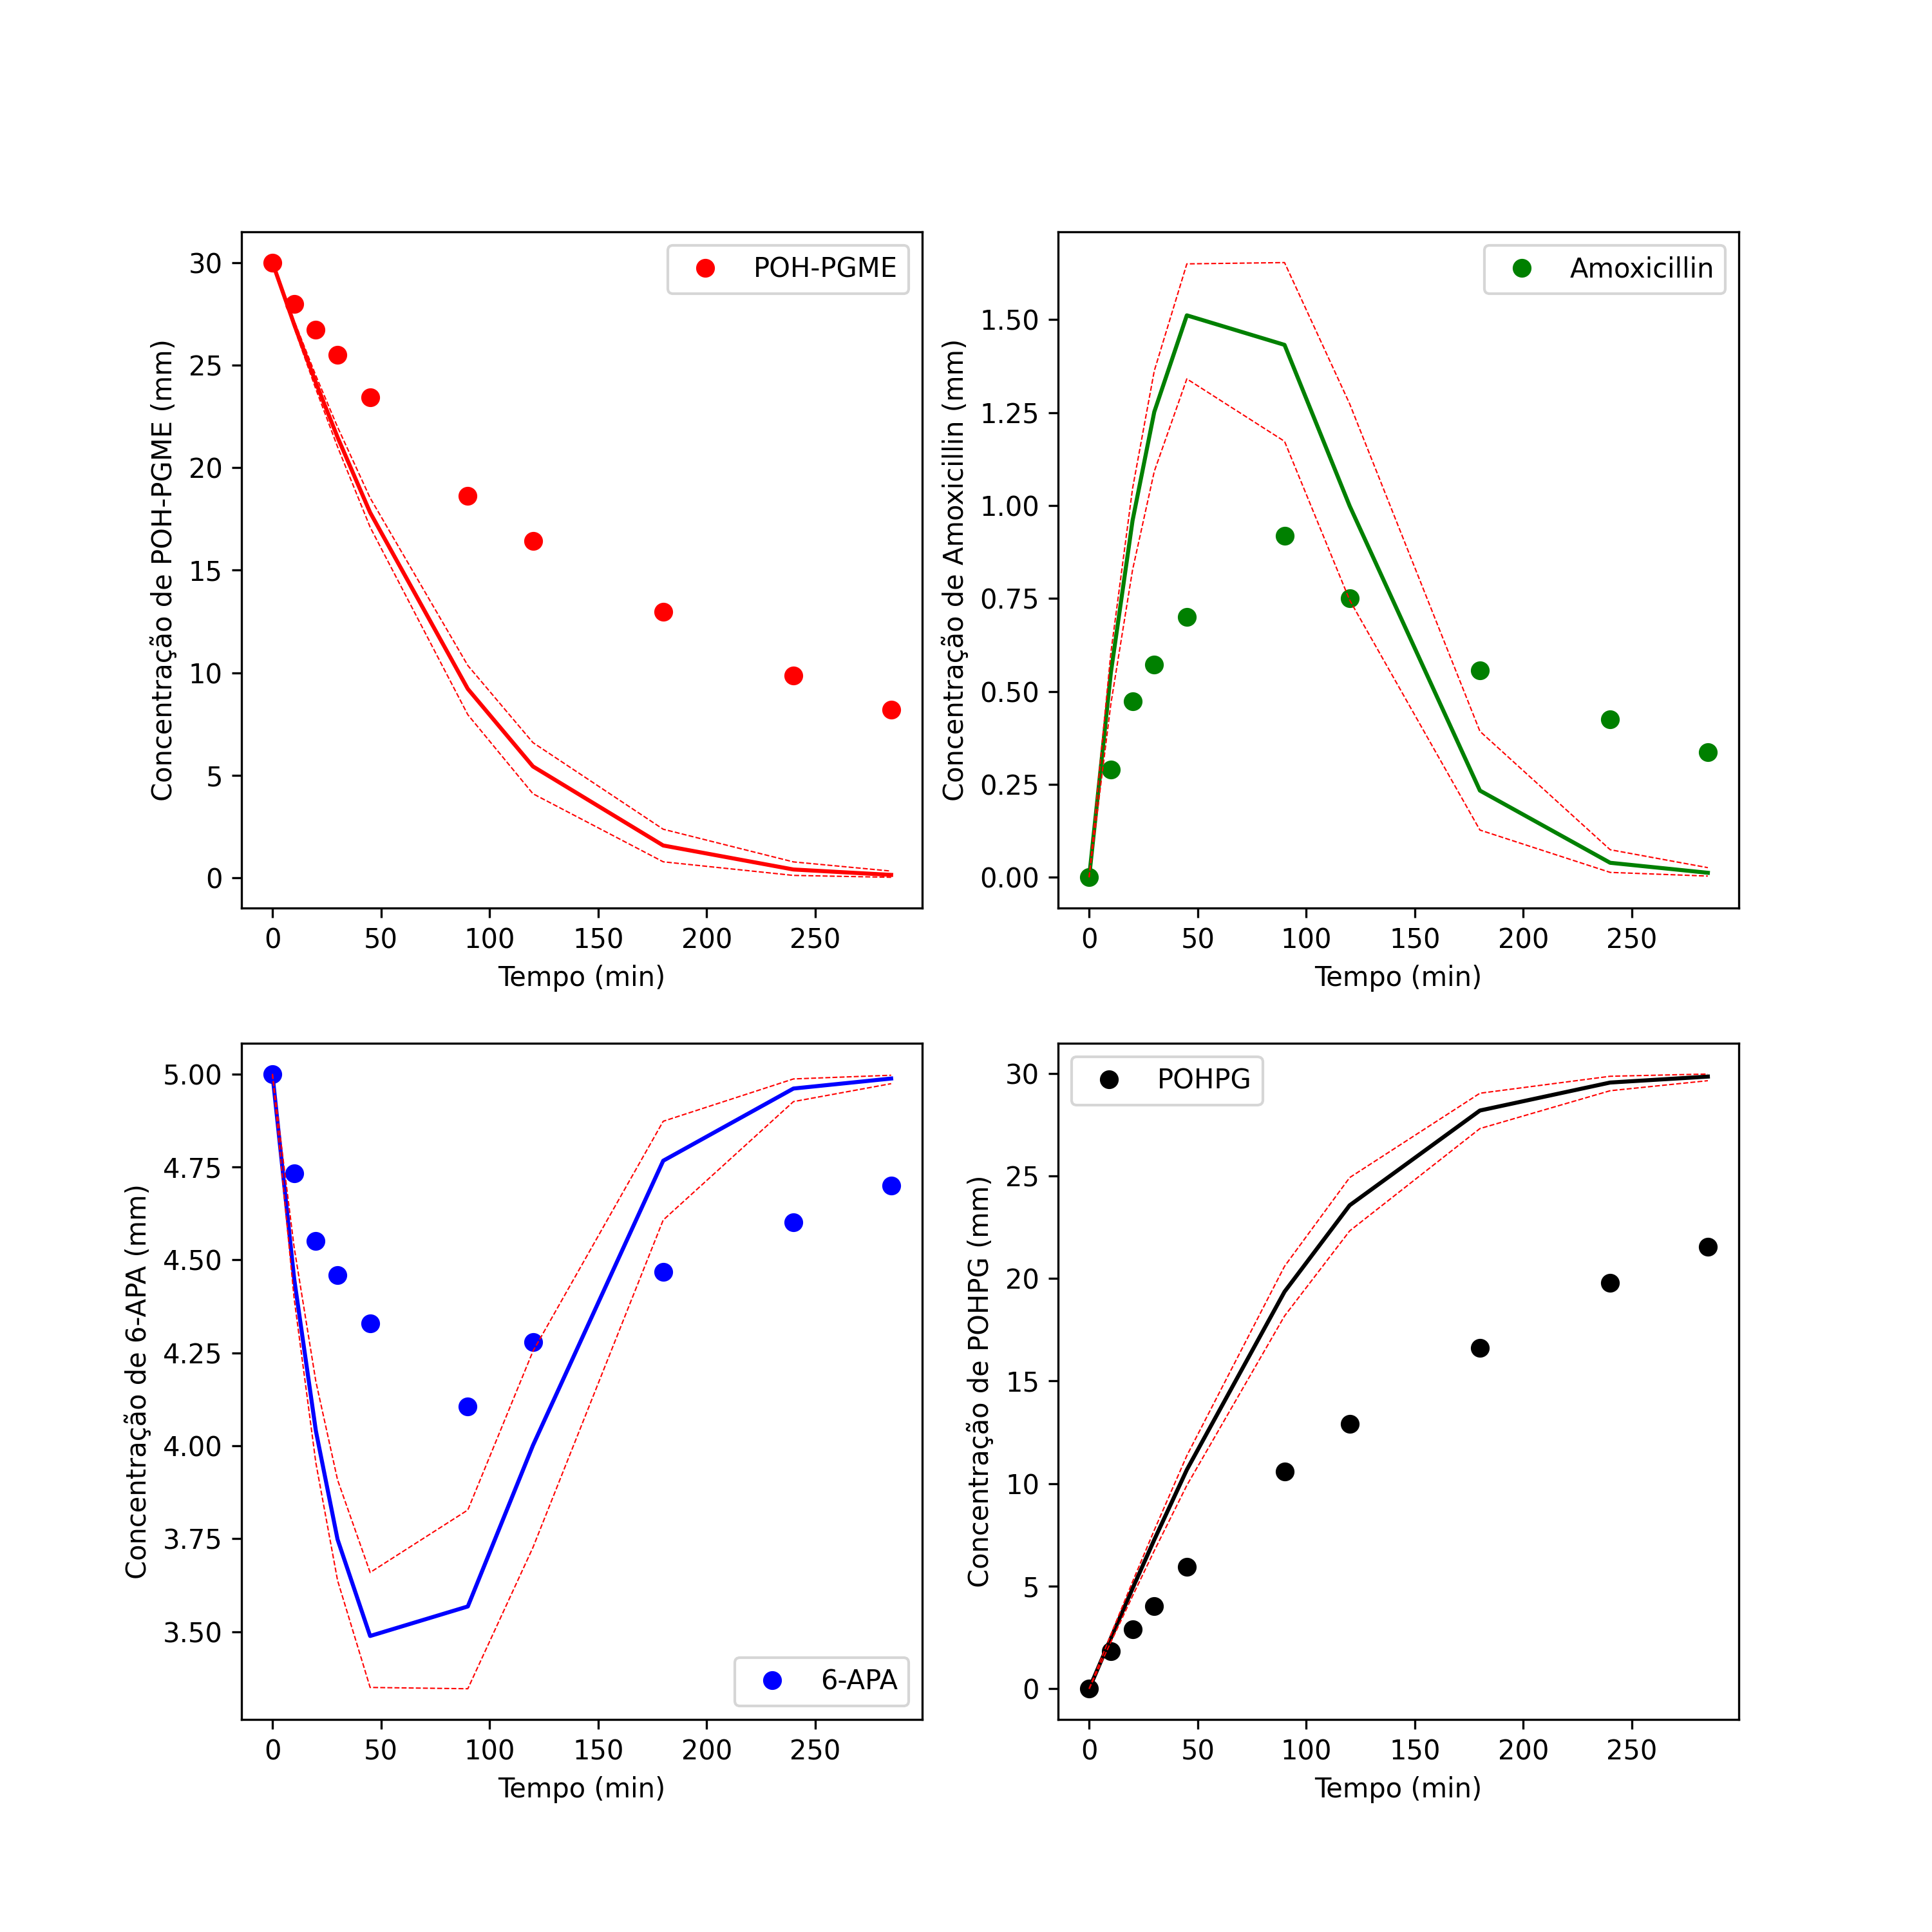 POH-PGME
Concentração de POH-PGME (mm)
30
25
20
15
10
5
0
0 50 100 150 200 250
Tempo (min)
Amoxicillin
Concentração de Amoxicillin (mm)
1.50
1.25
1.00
0.75
0.50
0.25
0.00
0 50 100 150 200 250
Tempo (min)
6-APA
Concentração de 6-APA (mm)
5.00
4.75
4.50
4.25
4.00
3.75
3.50
0 50 100 150 200 250
Tempo (min)
POHPG
Concentração de POHPG (mm)
30
25
20
15
10
5
0
0 50 100 150 200 250
Tempo (min)